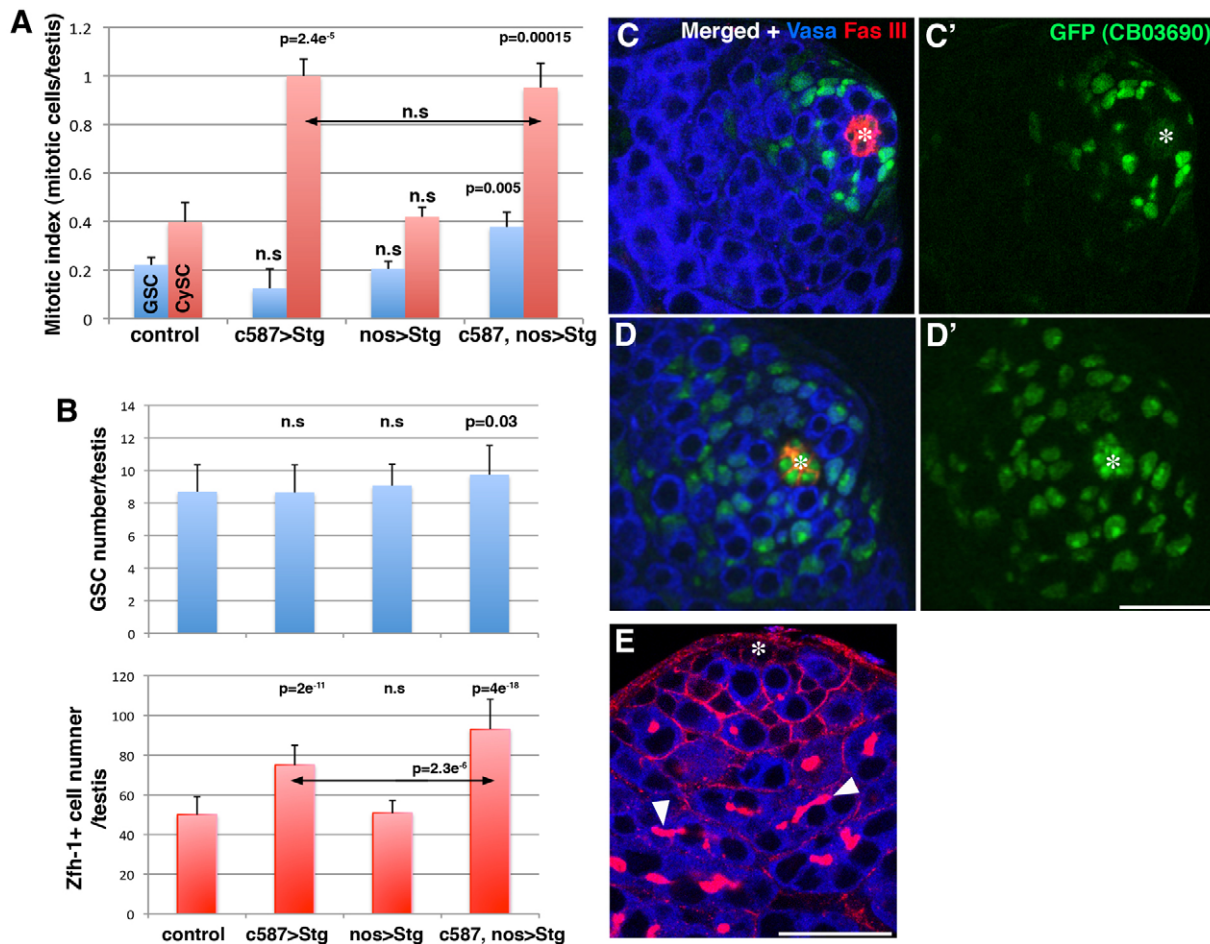 A
Mitotic index (mitotic cells/testis)
1.2
1
0.8
0.6
0.4
0.2
0
p=2.4e-5
p=0.00015
n.s
p=0.005
n.s
n.s
n.s
GSC
CySC
control
c587>Stg
nos>Stg
c587, nos>Stg
B
GSC number/testis
14
12
10
8
6
4
2
0
n.s
n.s
p=0.03
Zfh-1+ cell numner
/testis
120
100
80
60
40
20
0
p=2e-11
n.s
p=4e-18
p=2.3e-6
control
c587>Stg
nos>Stg
c587, nos>Stg
C
Merged + Vasa Fas III
*
C'
GFP (CB03690)
*
D
*
D'
*
E
*